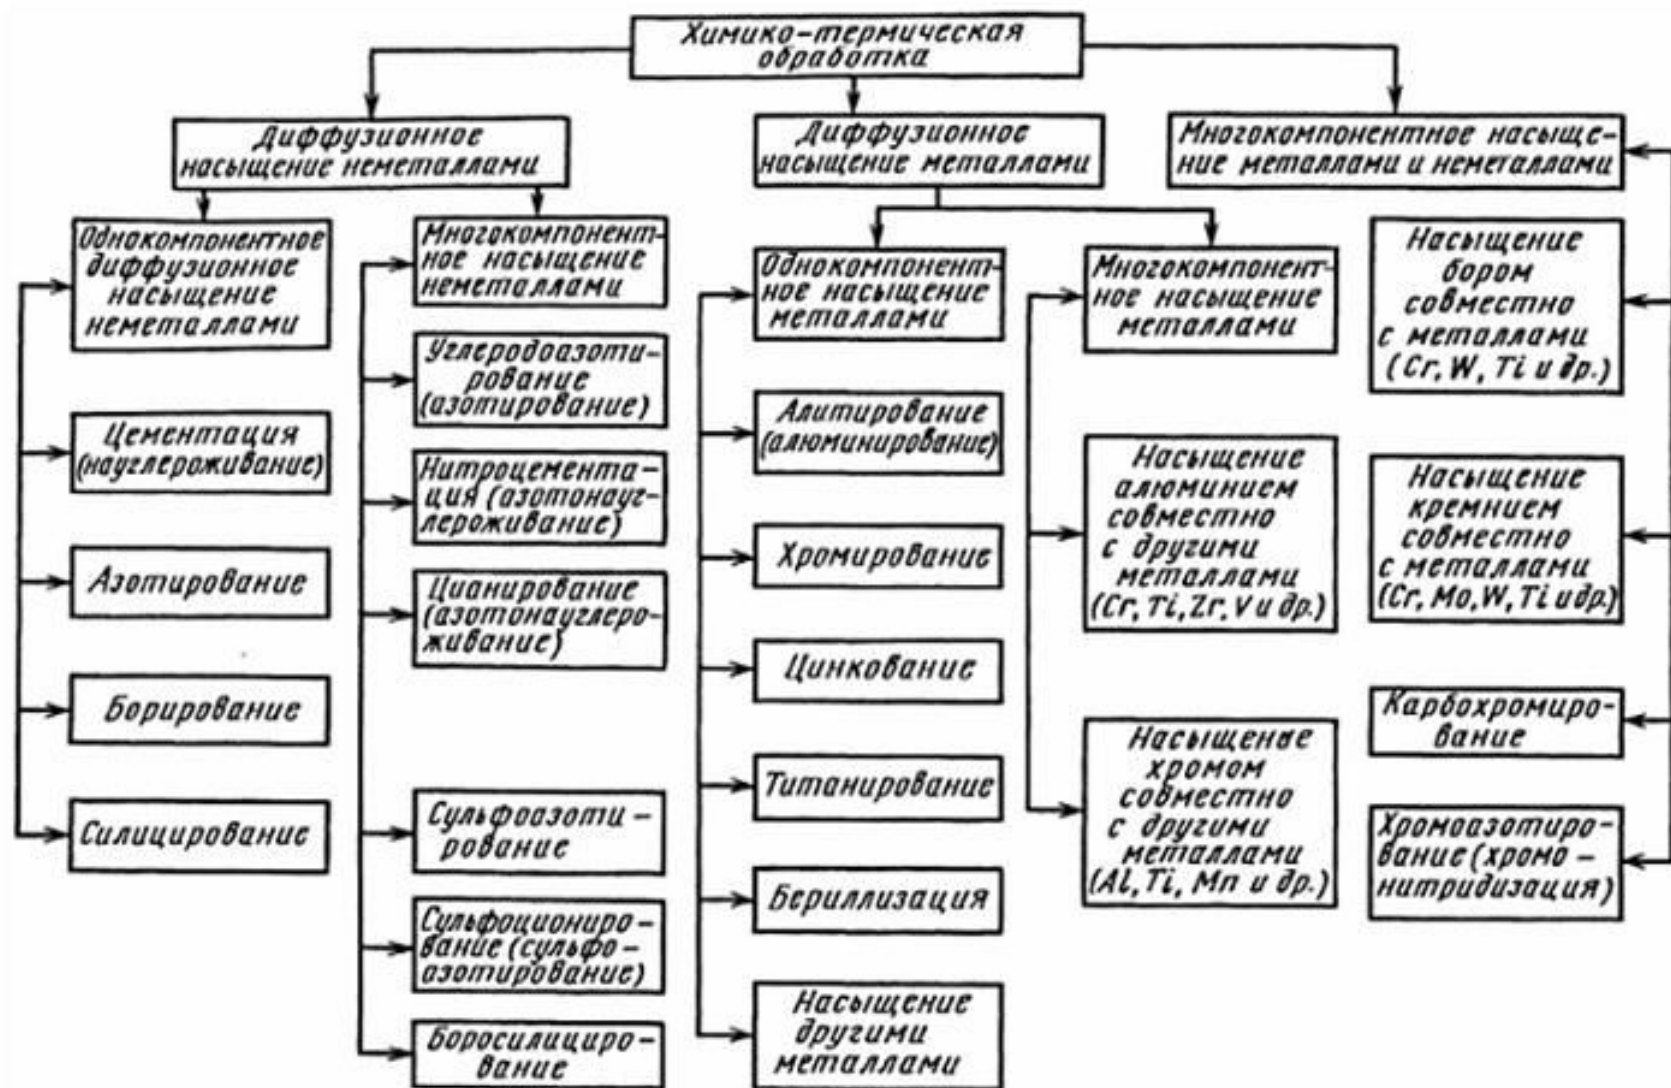 Химико-термическая
обработка
Диффузионное
насыщение неметаллами
Диффузионное
насыщение металлами
Многокомпонентное насыще-
ние металлами и неметаллами
Однокомпонентное
диффузионное
насыщение
неметаллами
Цементация
(науглероживание)
Азотирование
Борирование
Силицирование
Многокомпонент-
ное насыщение
неметаллами
Углеродоазоти-
рование
(азотирование)
Нитроцемента-
ция (азотонауг-
лероживание)
Цианирование
(азотонауглеро-
живание)
Сульфоазоти-
рование
Сульфоциониро-
вание (сульфо-
азотирование)
Боросилициро-
вание
Однокомпонент-
ное насыщение
металлами
Алитирование
(алюминирование)
Хромирование
Цинкование
Титанирование
Бериллизация
Насыщение
другими
металлами
Многокомпонент-
ное насыщение
металлами
Насыщение
алюминием
совместно
с другими
металлами
(Cr, Ti, Zr, V и др.)
Насыщение
хромом
совместно
с другими
металлами
(Al, Ti, Mn и др.)
Насыщение
бором
совместно
с металлами
(Cr, W, Ti и др.)
Насыщение
кремнием
совместно
с металлами
(Cr, Mo, W, Ti и др.)
Карбохромиро-
вание
Хромоазотиро-
вание (хромо-
нитридизация)